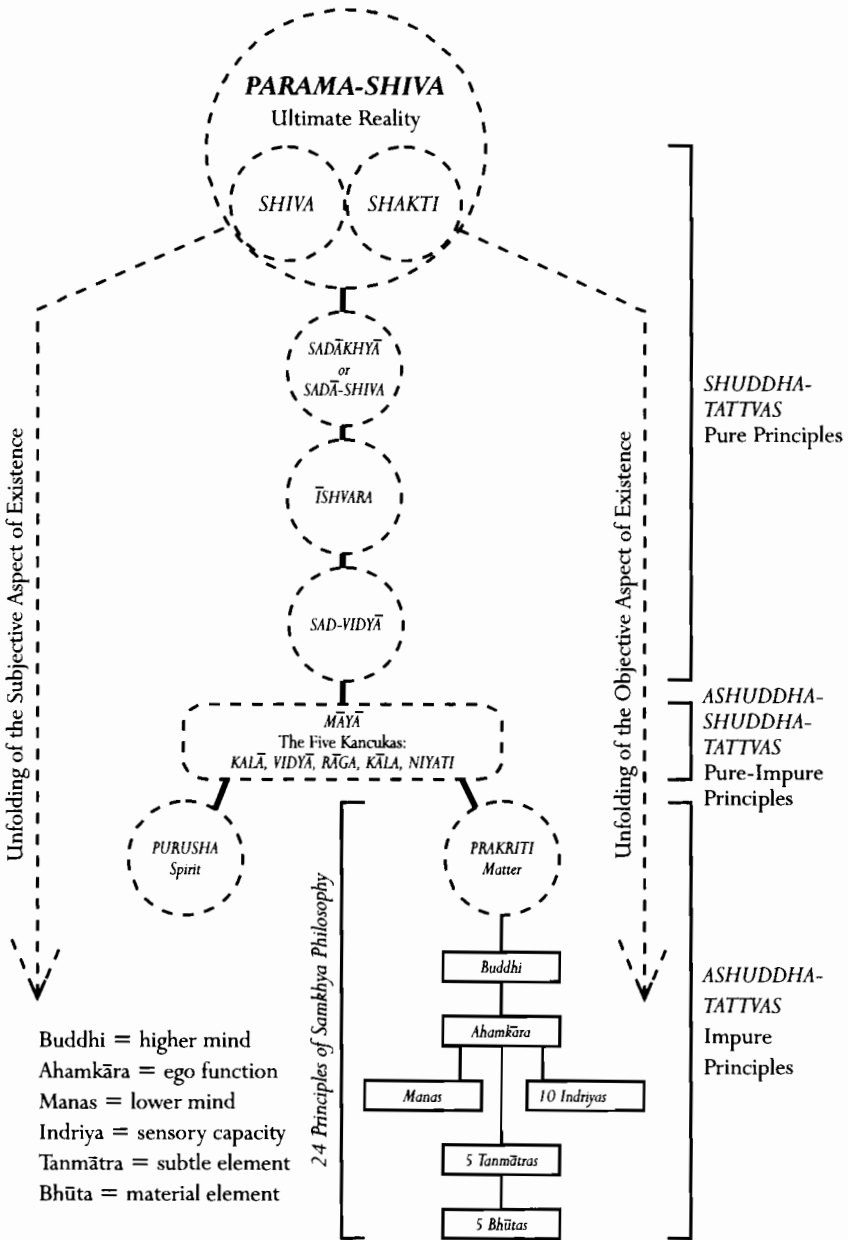 PARAMA-SHIVA
Ultimate Reality
SHIVA
SHAKTI
SADĀKHYĀ
or
SADĀ-SHIVA
ĪSHVARA
SAD-VIDYĀ
MĀYĀ
The Five Kancukas:
KALĀ, VIDYĀ, RĀGA, KĀLA, NIYATI
PURUSHA
Spirit
PRAKRITI
Matter
Buddhi
Ahamkāra
Manas
10 Indriyas
5 Tanmātras
5 Bhūtas
Unfolding of the Subjective Aspect of Existence
24 Principles of Samkhya Philosophy
Unfolding of the Objective Aspect of Existence
SHUDDHA-
TATTVAS
Pure Principles
ASHUDDHA-
SHUDDHA-
TATTVAS
Pure-Impure
Principles
ASHUDDHA-
TATTVAS
Impure
Principles
Buddhi = higher mind
Ahamkāra = ego function
Manas = lower mind
Indriya = sensory capacity
Tanmātra = subtle element
Bhūta = material element